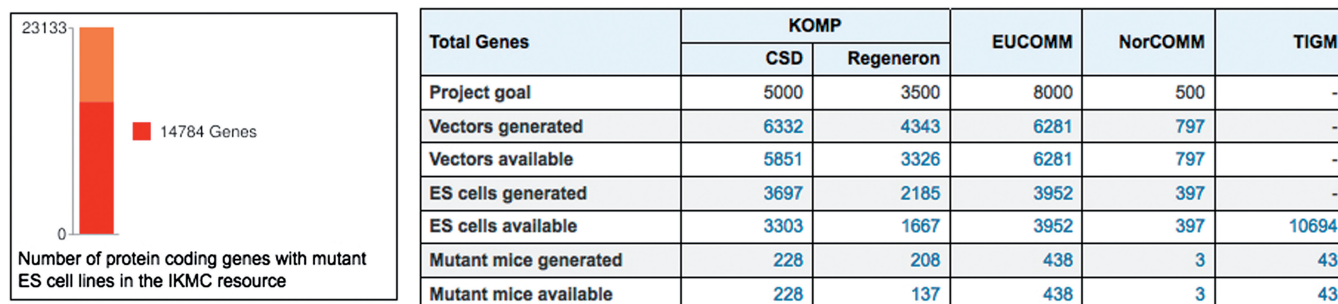 23133
14784 Genes
0
Number of protein coding genes with mutant
ES cell lines in the IKMC resource
Total Genes KOMP EUCOMM NorCOMM TIGM
CSD Regeneron
Project goal 5000 3500 8000 500 -
Vectors generated 6332 4343 6281 797 -
Vectors available 5851 3326 6281 797 -
ES cells generated 3697 2185 3952 397 -
ES cells available 3303 1667 3952 397 10694
Mutant mice generated 228 208 438 3 43
Mutant mice available 228 137 438 3 43